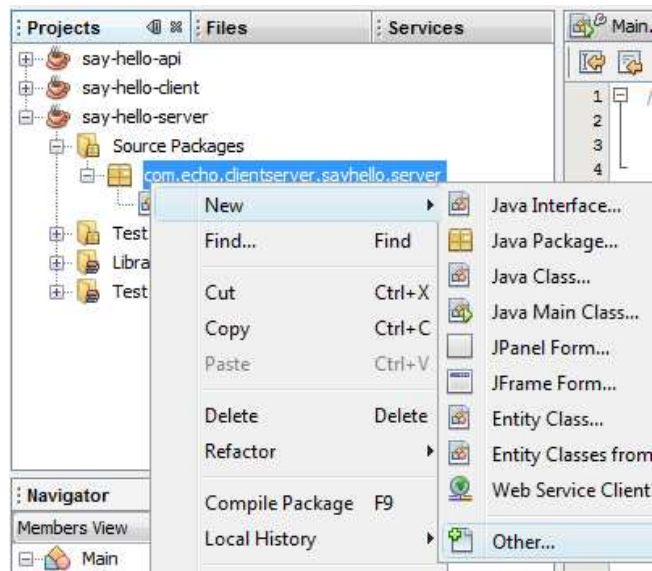 Projects
Files
Services
Main.
say-hello-api
say-hello-client
say-hello-server
Source Packages
com.echo.clientserver.sayhello.server
Test
Libra
Test
New
Find... Find
Cut Ctrl+X
Copy Ctrl+C
Paste Ctrl+V
Delete Delete
Refactor
Compile Package F9
Local History
Java Interface...
Java Package...
Java Class...
Java Main Class...
JPanel Form...
JFrame Form...
Entity Class...
Entity Classes from
Web Service Client
Other...
1
2
3
4
Navigator
Members View
Main